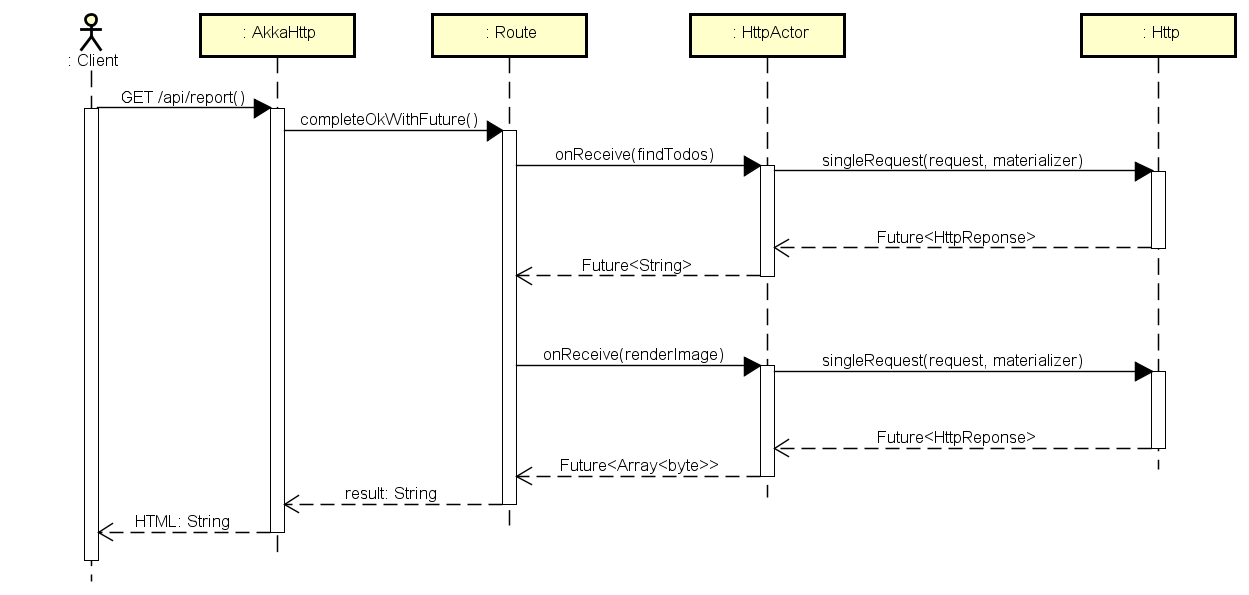 : Client
: AkkaHttp
: Route
: HttpActor
: Http
GET /api/report()
completeOkWithFuture()
onReceive(findTodos)
singleRequest(request, materializer)
Future<HttpReponse>
Future<String>
onReceive(renderImage)
singleRequest(request, materializer)
Future<HttpReponse>
Future<Array<byte>>
result: String
HTML: String